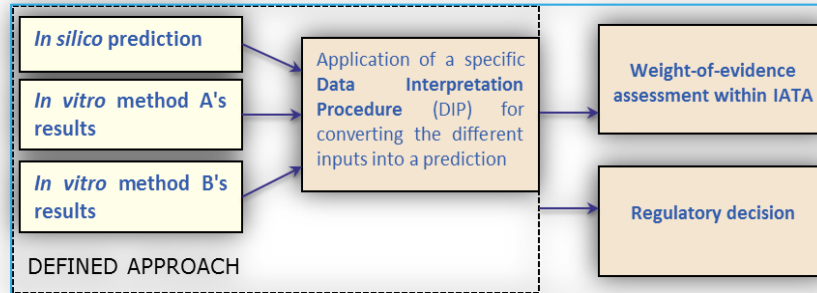 In silico prediction
In vitro method A's
results
In vitro method B's
results
DEFINED APPROACH
Application of a specific
Data Interpretation
Procedure (DIP) for
converting the different
inputs into a prediction
Weight-of-evidence
assessment within IATA
Regulatory decision